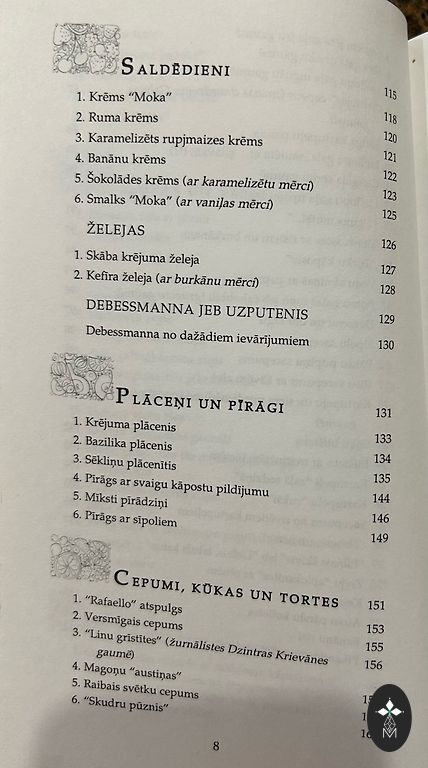 SALDĒDIENI 115
1. Krēms "Moka" 118
2. Ruma krēms 120
3. Karamelizēts rupjmaizes krēms 121
4. Banānu krēms 122
5. Šokolādes krēms (ar karamelizētu mērci) 123
6. Smalks "Moka" (ar vaniļas mērci) 125
ŽELEJAS 126
1. Skāba krējuma želeja 127
2. Kefīra želeja (ar burkānu mērci) 128
DEBESSMANNA JEB UZPUTENIS 129
Debessmanna no dažādiem ievārījumiem 130
PLĀCEŅI UN PĪRĀGI 131
1. Krējuma plācenis 133
2. Bazilika plācenis 134
3. Sēkliņu plācenītis 135
4. Pīrāgs ar svaigu kāpostu pildījumu 144
5. Mīksti pīrādziņi 146
6. Pīrāgs ar sīpoliem 149
CEPUMI, KŪKAS UN TORTES 151
1. "Rafaello" atspulgs 153
2. Versmīgais cepums 155
3. "Linu grīstītes" (žurnālistes Dzintras Krievānes 156
gaumē)
4. Magoņu "austiņas"
5. Raibais svētku cepums
6. "Skudru pūznis"
8